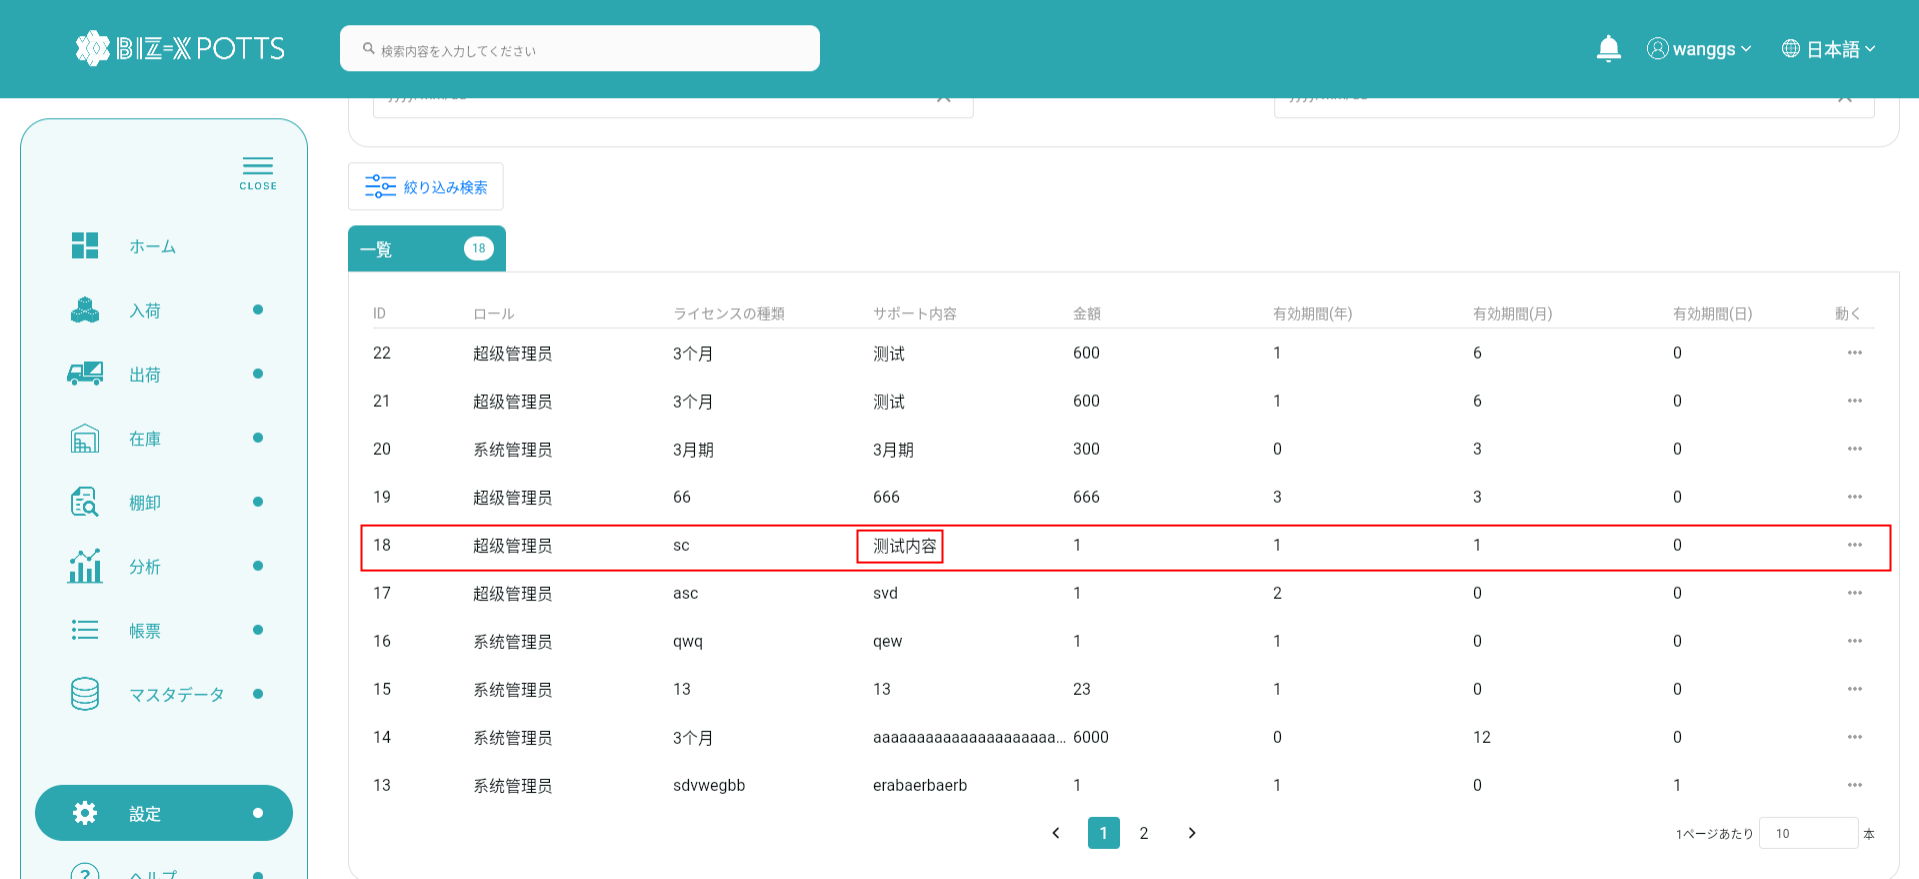 BIZ=X POTTS
検索内容を入力してください
wanggs
日本語
CLOSE
ホーム
入荷
出荷
在庫
棚卸
分析
帳票
マスタデータ
設定
ヘルプ
絞り込み検索
一覧 18
ID ロール ライセンスの種類 サポート内容 金額 有効期間(年) 有効期間(月) 有効期間(日) 動く
22 超级管理员 3个月 测试 600 1 6 0
21 超级管理员 3个月 测试 600 1 6 0
20 系统管理员 3月期 3月期 300 0 3 0
19 超级管理员 66 666 666 3 3 0
18 超级管理员 sc 测试内容 1 1 1 0
17 超级管理员 asc svd 1 2 0 0
16 系统管理员 qwq qew 1 1 0 0
15 系统管理员 13 13 23 1 0 0
14 系统管理员 3个月 aaaaaaaaaaaaaaaaaaaaa... 6000 0 12 0
13 系统管理员 sdvwegbb erabaerbaerb 1 1 0 1
1 2
1ページあたり 10 本